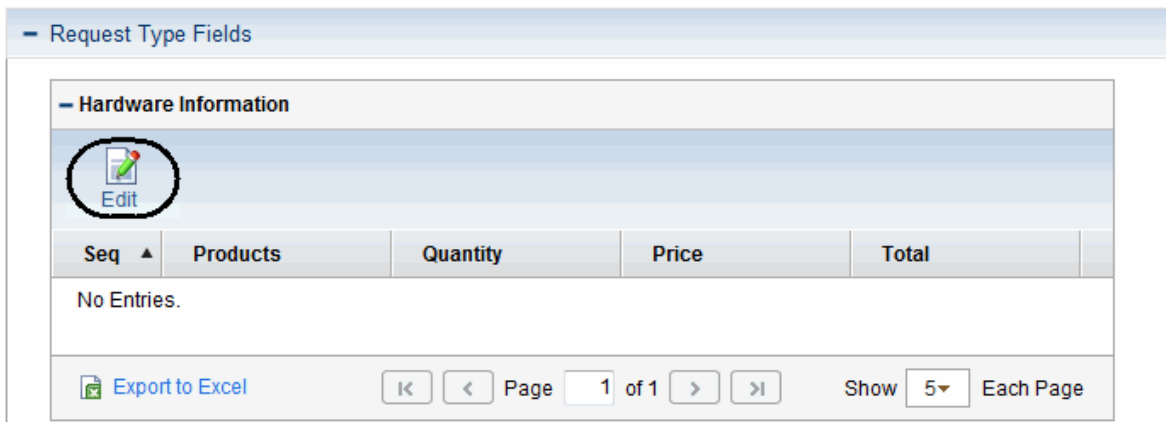 Request Type Fields
Hardware Information
Edit
Seq Products Quantity Price Total
No Entries.
Export to Excel Page 1 of 1 Show 5 Each Page